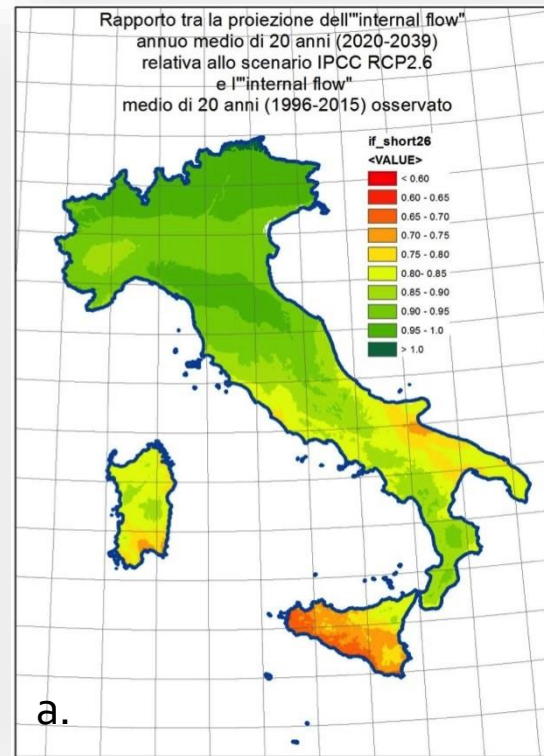 Rapporto tra la proiezione dell'"internal flow"
annuo medio di 20 anni (2020-2039)
relativa allo scenario IPCC RCP2.6
e l'"internal flow"
medio di 20 anni (1996-2015) osservato
if_short26
<VALUE>
< 0.60
0.60 - 0.65
0.65 - 0.70
0.70 - 0.75
0.75 - 0.80
0.80- 0.85
0.85 - 0.90
0.90 - 0.95
0.95 - 1.0
> 1.0
a.